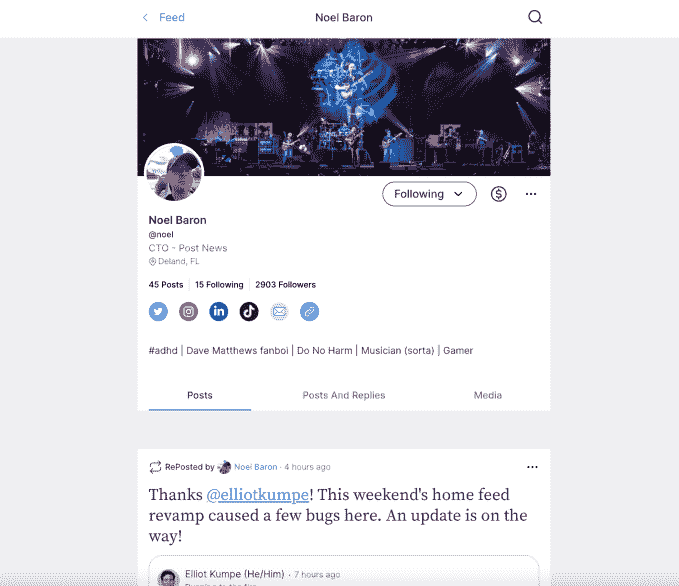 Feed
Noel Baron
Following
Noel Baron
@noel
CTO - Post News
Deland, FL
45 Posts 15 Following 2903 Followers
#adhd | Dave Matthews fanboi | Do No Harm | Musician (sorta) | Gamer
Posts Posts And Replies Media
RePosted by Noel Baron · 4 hours ago
Thanks @elliotkumpe! This weekend's home feed
revamp caused a few bugs here. An update is on the
way!
Elliot Kumpe (He/Him) · 7 hours ago